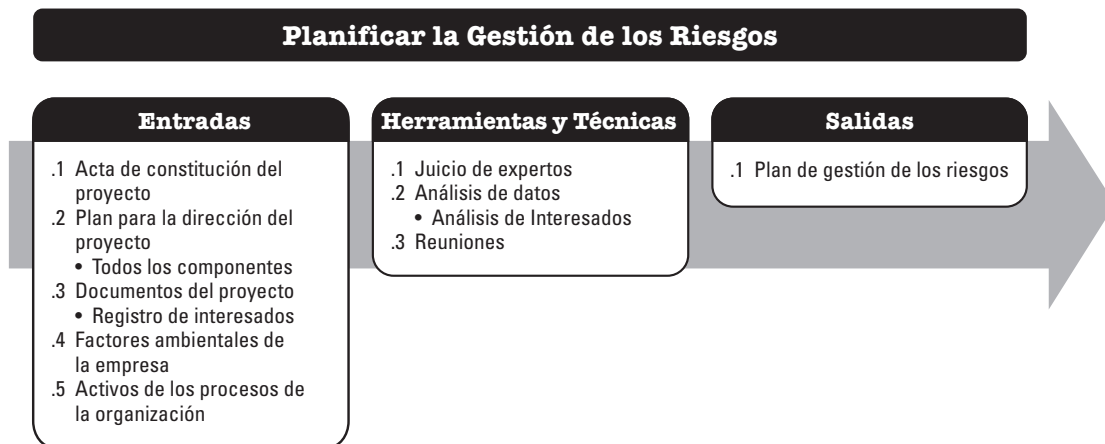 Planificar la Gestión de los Riesgos
Entradas
.1 Acta de constitución del
proyecto
.2 Plan para la dirección del
proyecto
• Todos los componentes
.3 Documentos del proyecto
• Registro de interesados
.4 Factores ambientales de
la empresa
.5 Activos de los procesos de
la organización
Herramientas y Técnicas
.1 Juicio de expertos
.2 Análisis de datos
• Análisis de Interesados
.3 Reuniones
Salidas
.1 Plan de gestión de los riesgos